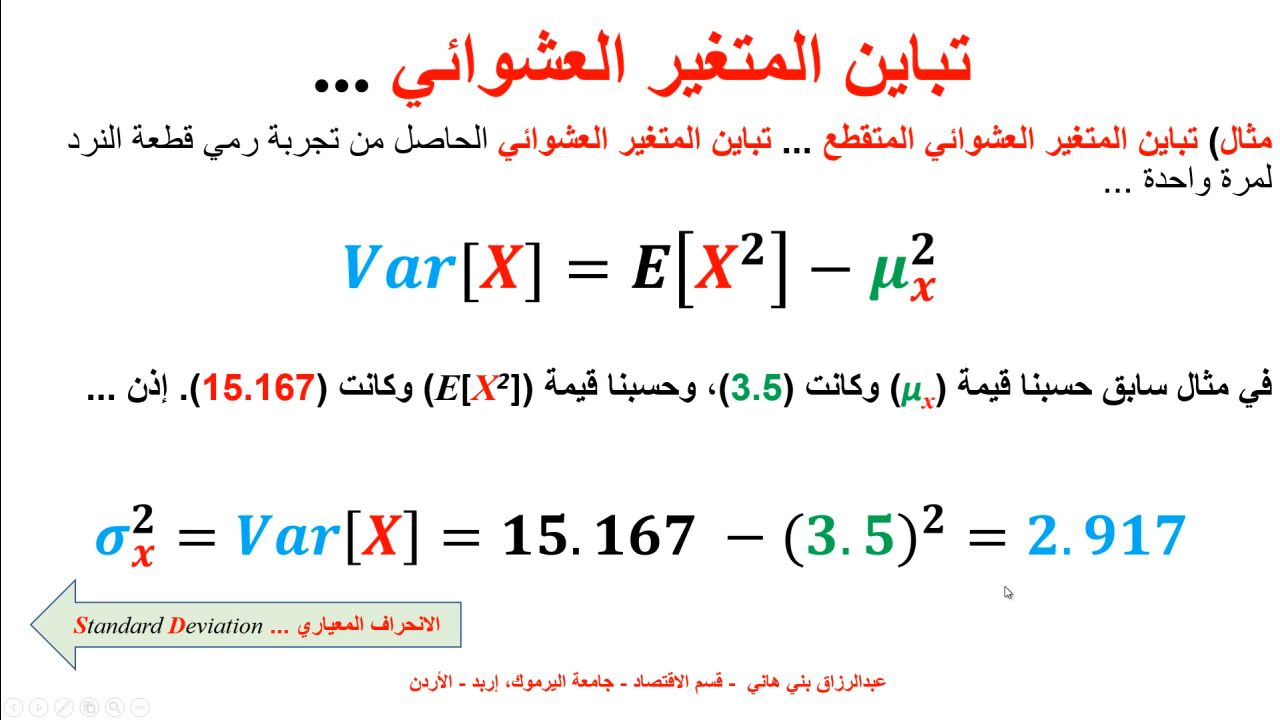 تباين المتغير العشوائي ...
مثال) تباين المتغير العشوائي المتقطع ... تباين المتغير العشوائي الحاصل من تجربة رمي قطعة النرد
لمرة واحدة ...
Var[X] = E[X²] − μₓ²
في مثال سابق حسبنا قيمة (μₓ) وكانت (3.5)، وحسبنا قيمة (E[X²]) وكانت (15.167). إذن ...
σₓ² = Var[X] = 15.167 − (3.5)² = 2.917
الانحراف المعياري ... Standard Deviation
عبدالرزاق بني هاني - قسم الاقتصاد - جامعة اليرموك، إربد - الأردن